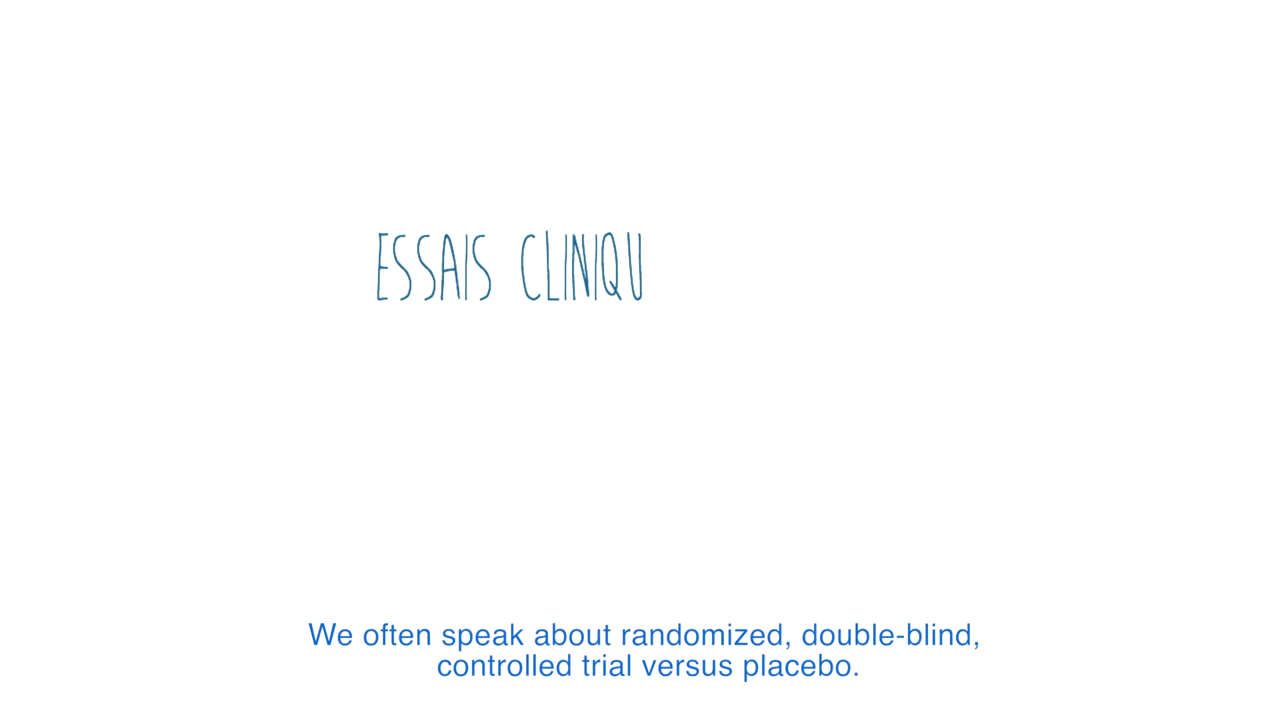 ESSAIS CLINIQU
We often speak about randomized, double-blind,
controlled trial versus placebo.